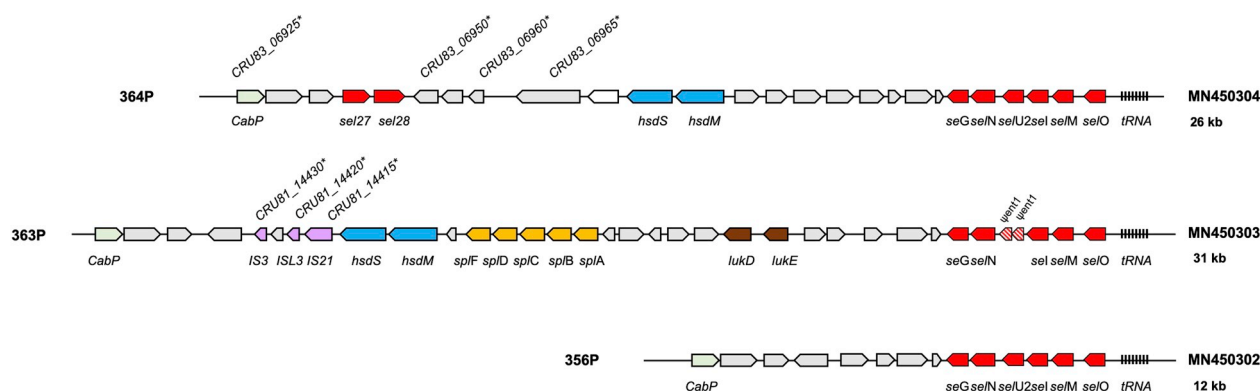 CRU83_06925* CRU83_06950* CRU83_06960* CRU83_06965*
364P MN450304
CabP sel27 sel28 hsdS hsdM seG selN selU2 seI selM selO tRNA 26 kb
CRU81_14430* CRU81_14420* CRU81_14415* ψent1 ψent1
363P MN450303
CabP IS3 ISL3 IS21 hsdS hsdM splF splD splC splB splA lukD lukE seG selN seI selM selO tRNA 31 kb
356P MN450302
CabP seG selN selU2 seI selM selO tRNA 12 kb